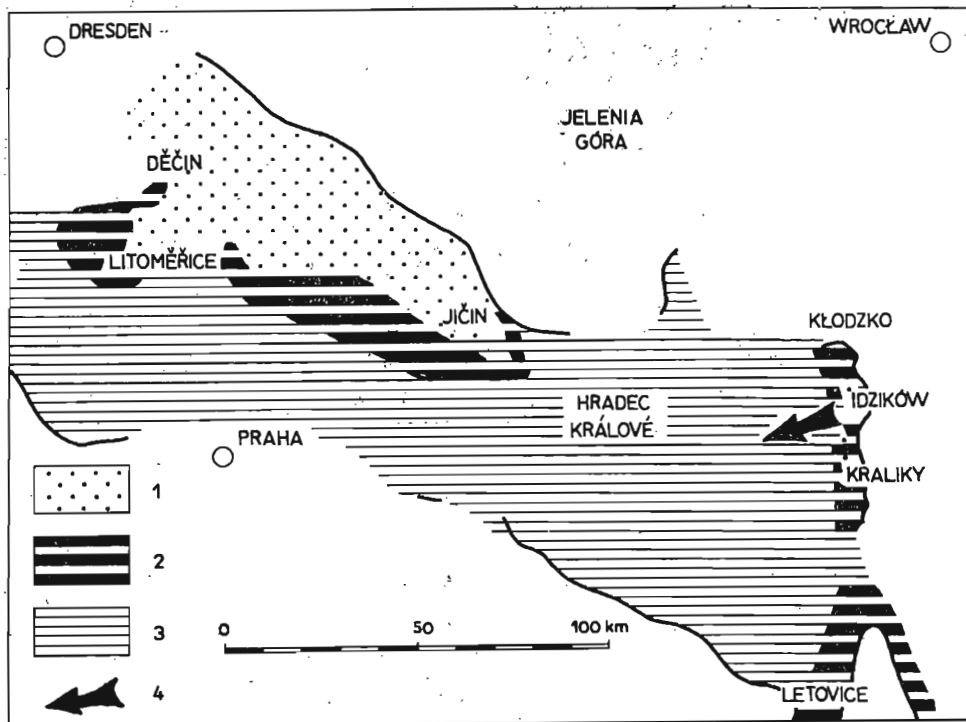 DRESDEN
WROCŁAW
JELENIA
GÓRA
DĚČIN
LITOMĚŘICE
JIČIN
KŁODZKO
HRADEC
KRÁLOVÉ
IDZIKÓW
PRAHA
KRALIKY
1
2
3
0
50
100 km
4
LETOVICE